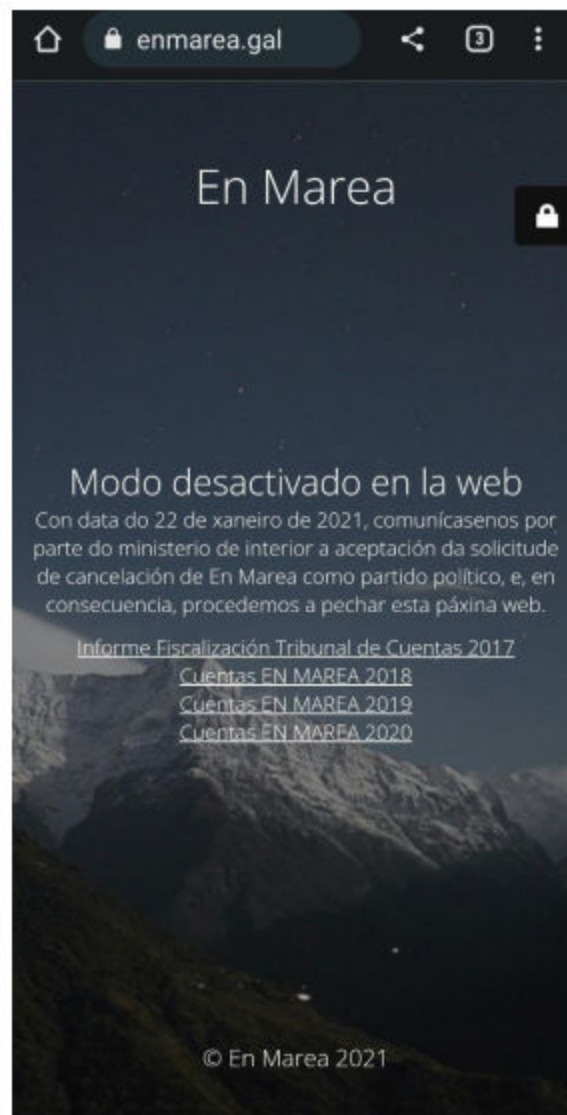 enmarea.gal
3
En Marea
Modo desactivado en la web
Con data do 22 de xaneiro de 2021, comunícasenos por
parte do ministerio de interior a aceptación da solicitude
de cancelación de En Marea como partido político, e, en
consecuencia, procedemos a pechar esta páxina web.
Informe Fiscalización Tribunal de Cuentas 2017
Cuentas EN MAREA 2018
Cuentas EN MAREA 2019
Cuentas EN MAREA 2020
© En Marea 2021